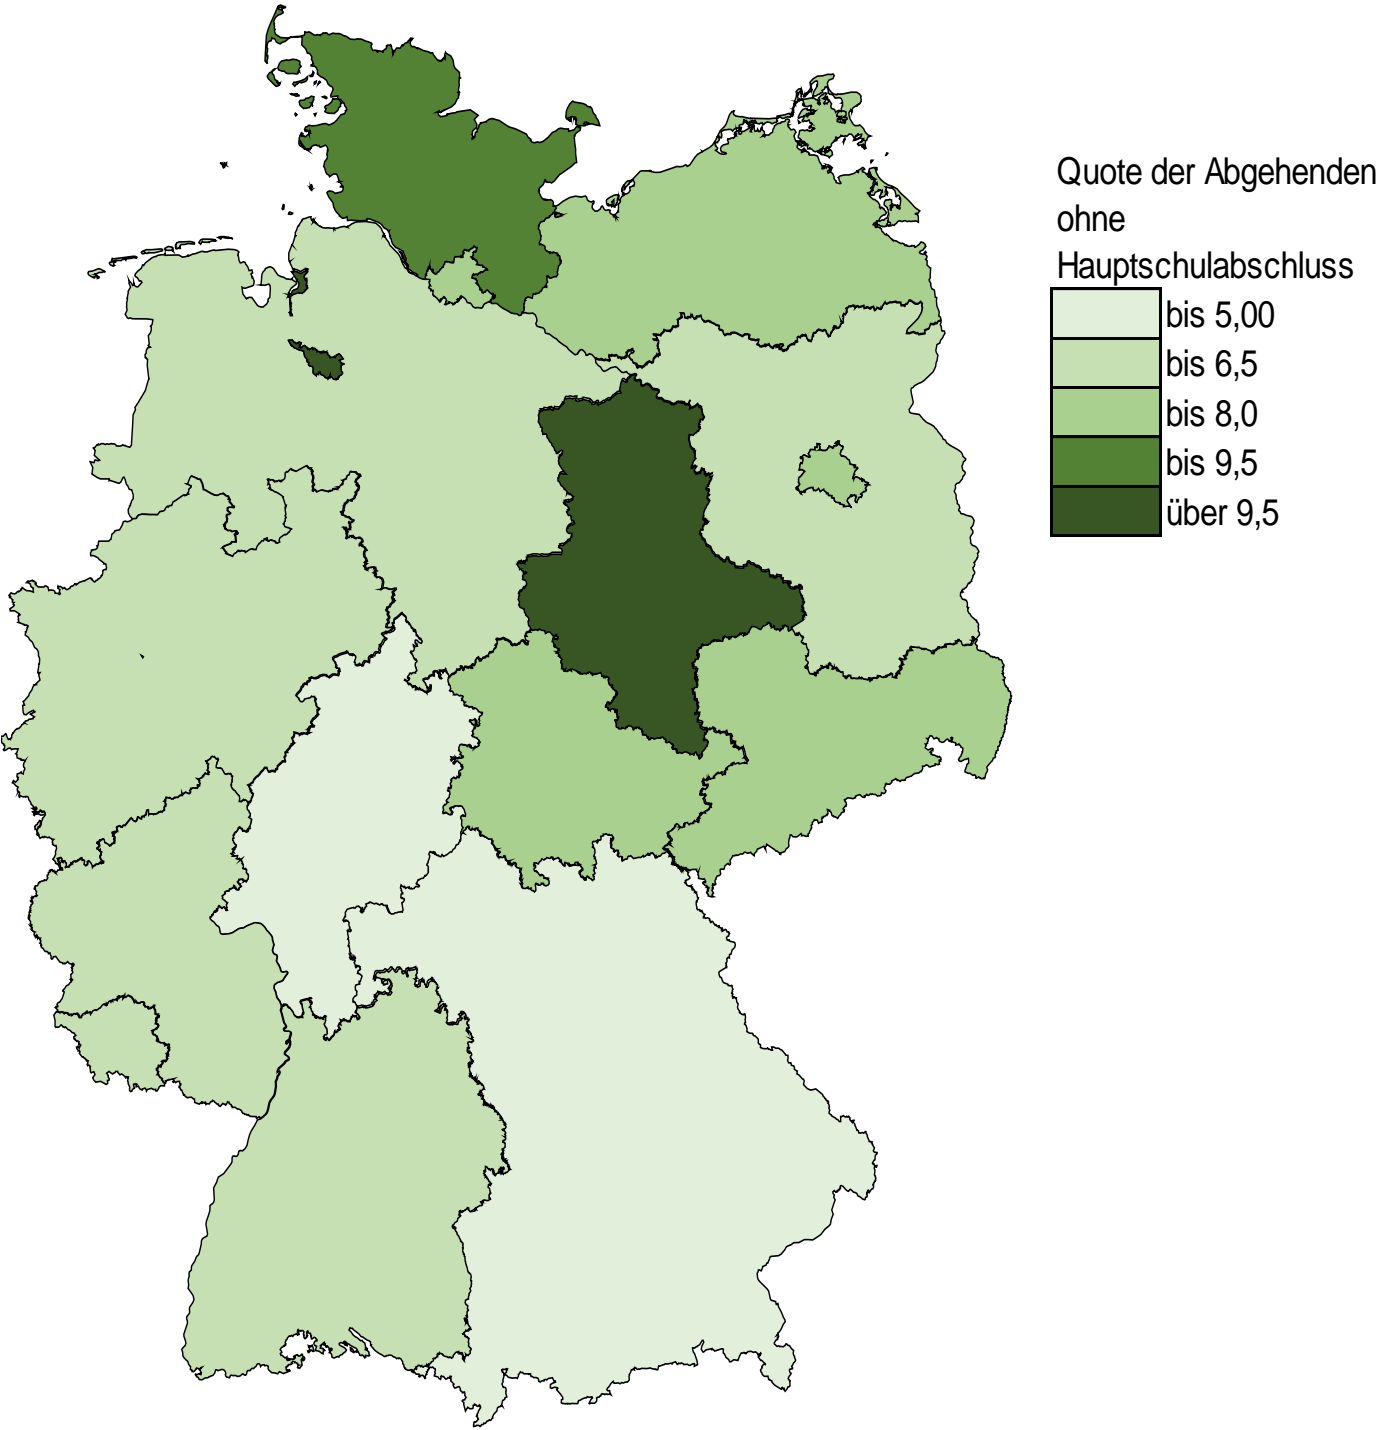 Quote der Abgehenden
ohne
Hauptschulabschluss
bis 5,00
bis 6,5
bis 8,0
bis 9,5
über 9,5